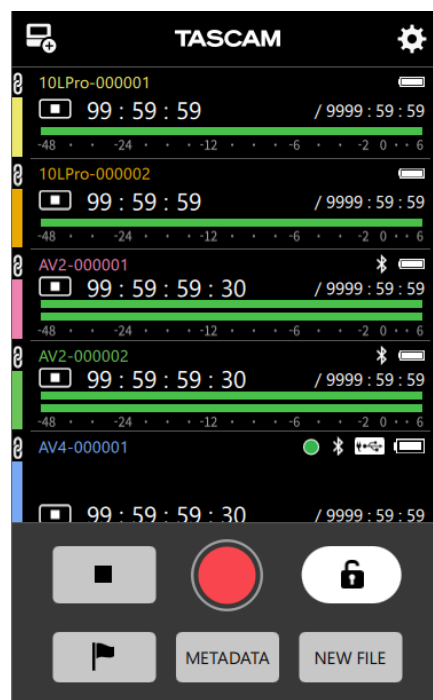 TASCAM
10LPro-000001
99 : 59 : 59 / 9999 : 59 : 59
-48 · · -24 · · -12 · · · -6 · · -2 0 · · 6
10LPro-000002
99 : 59 : 59 / 9999 : 59 : 59
-48 · · -24 · · -12 · · · -6 · · -2 0 · · 6
AV2-000001
99 : 59 : 59 : 30 / 9999 : 59 : 59
-48 · · -24 · · -12 · · · -6 · · -2 0 · · 6
AV2-000002
99 : 59 : 59 : 30 / 9999 : 59 : 59
-48 · · -24 · · -12 · · · -6 · · -2 0 · · 6
AV4-000001
99 : 59 : 59 : 30 / 9999 : 59 : 59
METADATA
NEW FILE